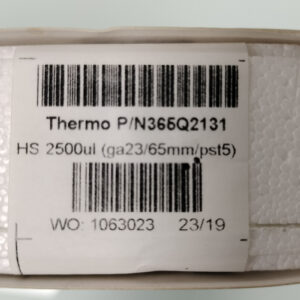 Thermo P/N365Q2131
HS 2500ul (ga23/65mm/pst5)
WO: 1063023 23/19